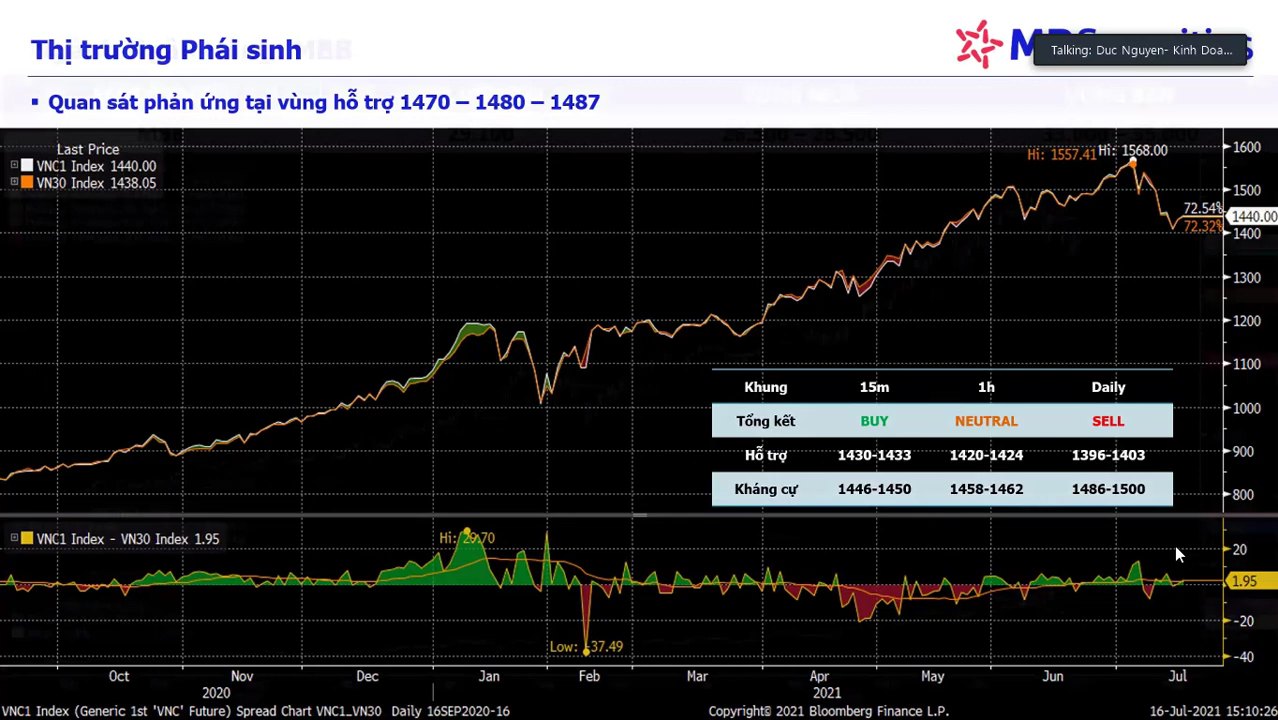 Thị trường Phái sinh
Talking: Duc Nguyen- Kinh Doa...
▪ Quan sát phản ứng tại vùng hỗ trợ 1470 – 1480 – 1487
Last Price
VNC1 Index 1440.00
VN30 Index 1438.05
Hi: 1557.41
Hi: 1568.00
1600
1500
72.54%
1440.00
72.32%
1400
1300
1200
1100
1000
900
800
Khung 15m 1h Daily
Tổng kết BUY NEUTRAL SELL
Hỗ trợ 1430-1433 1420-1424 1396-1403
Kháng cự 1446-1450 1458-1462 1486-1500
VNC1 Index - VN30 Index 1.95
Hi: 29.70
20
1.95
-20
Low: -37.49
-40
Oct Nov Dec Jan Feb Mar Apr May Jun Jul
2020 2021
VNC1 Index (Generic 1st 'VNC' Future) Spread Chart VNC1_VN30 Daily 16SEP2020-16 Copyright© 2021 Bloomberg Finance L.P. 16-Jul-2021 15:10:26